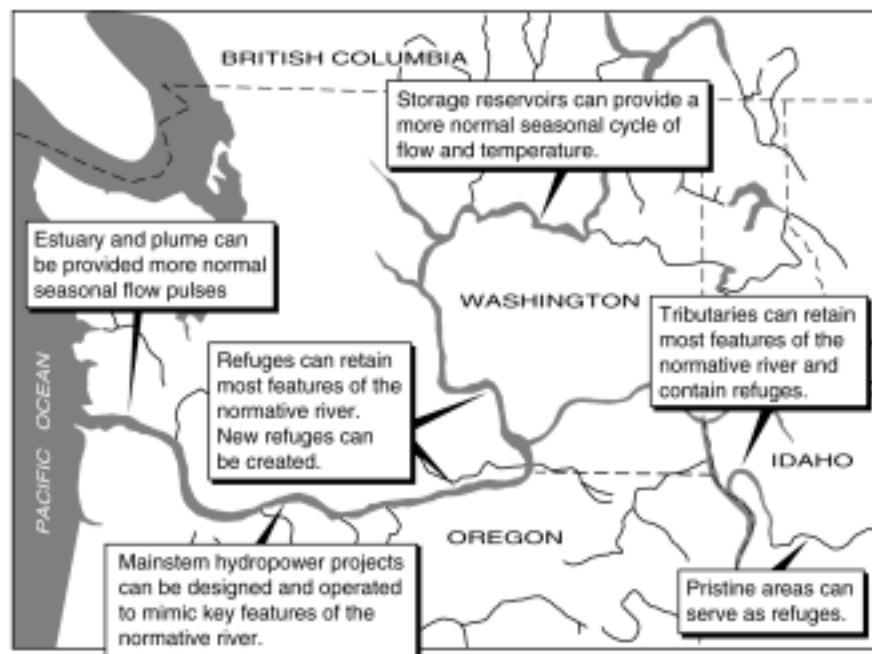 BRITISH COLUMBIA
Storage reservoirs can provide a
more normal seasonal cycle of
flow and temperature.
Estuary and plume can
be provided more normal
seasonal flow pulses
WASHINGTON
Tributaries can retain
most features of the
normative river and
contain refuges.
Refuges can retain
most features of the
normative river.
New refuges can
be created.
PACIFIC OCEAN
IDAHO
OREGON
Mainstem hydropower projects
can be designed and operated
to mimic key features of the
normative river.
Pristine areas can
serve as refuges.